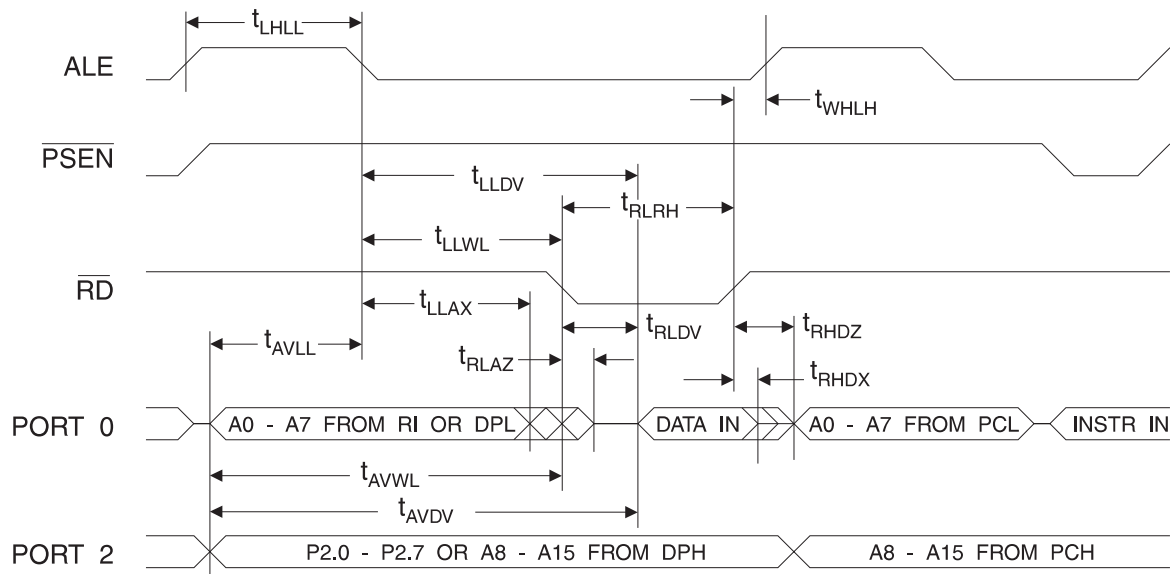 tLHLL
ALE
tWHLH
PSEN
tLLDV
tRLRH
tLLWL
RD
tLLAX
tRLDV
tRHDZ
tAVLL
tRLAZ
tRHDX
PORT 0 A0 - A7 FROM RI OR DPL DATA IN A0 - A7 FROM PCL INSTR IN
tAVWL
tAVDV
PORT 2 P2.0 - P2.7 OR A8 - A15 FROM DPH A8 - A15 FROM PCH